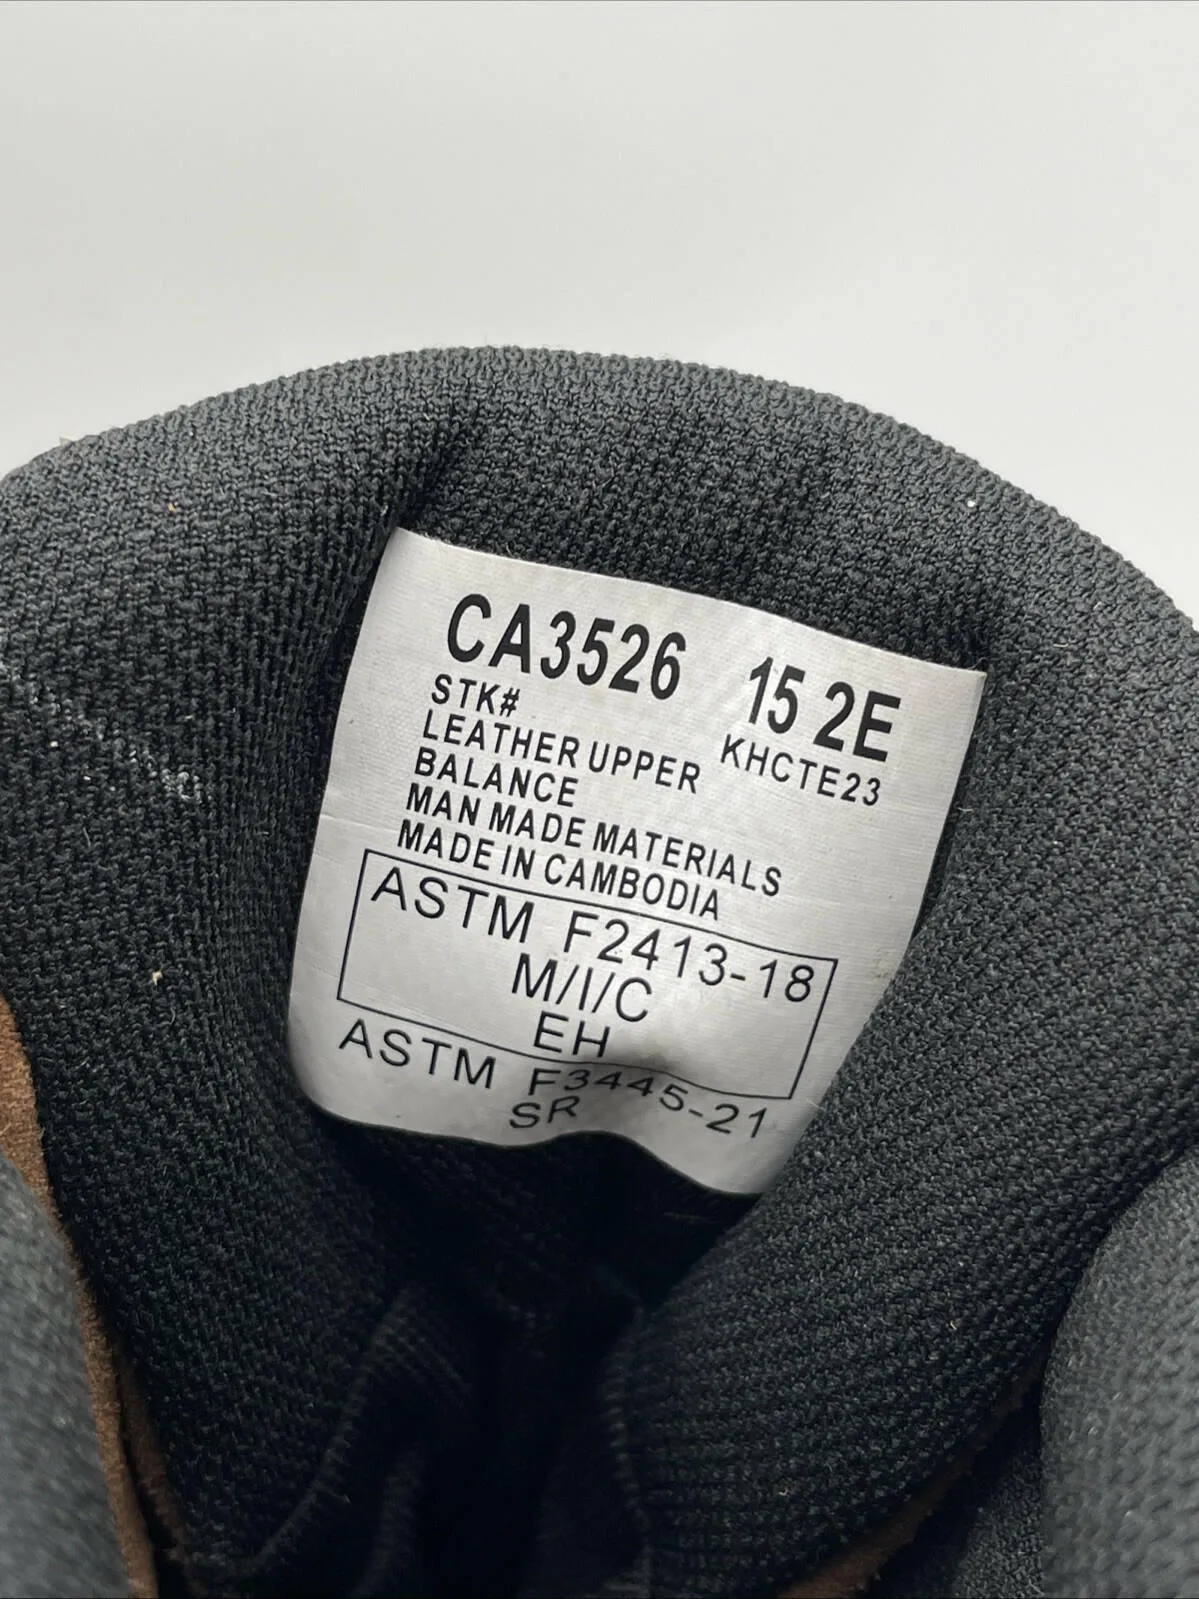 CA3526 15 2E
STK# KHCTE23
LEATHER UPPER
BALANCE
MAN MADE MATERIALS
MADE IN CAMBODIA
ASTM F2413-18
M/I/C
EH
ASTM F3445-21
SR